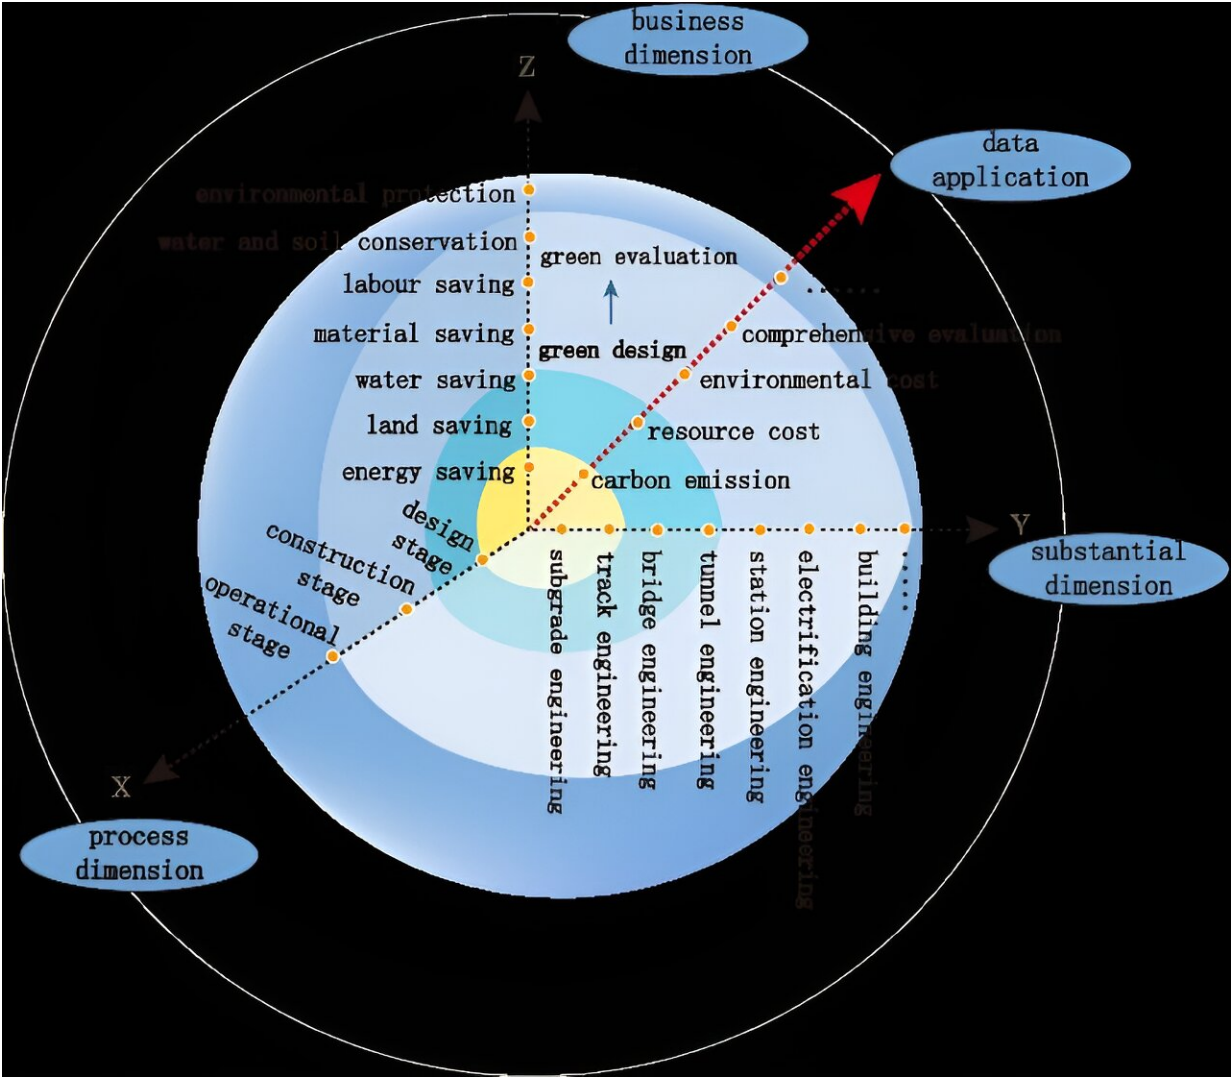 business
dimension
Z
data
application
environmental protection
water and soil conservation
green evaluation
labour saving
......
material saving
comprehensive evaluation
green design
water saving
environmental cost
land saving
resource cost
energy saving
carbon emission
design
stage
construction
stage
operational
stage
Y
substantial
dimension
subgrade engineering
track engineering
bridge engineering
tunnel engineering
station engineering
electrification engineering
building engineering
.....
X
process
dimension